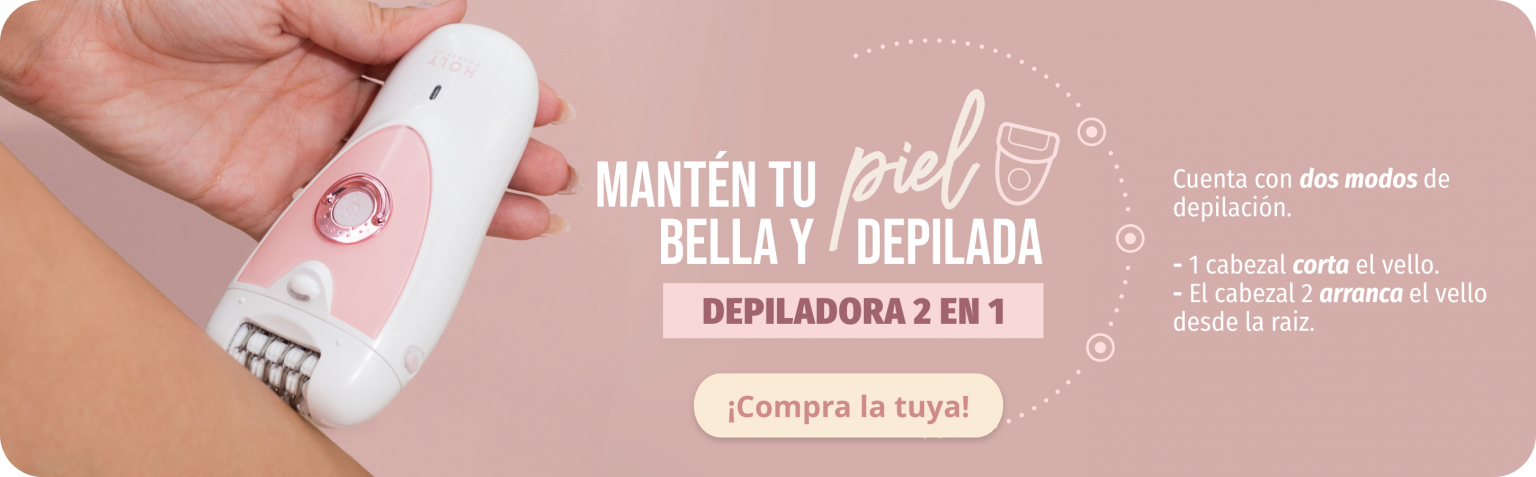 HOLY
MANTÉN TU piel
BELLA Y DEPILADA
DEPILADORA 2 EN 1
¡Compra la tuya!
Cuenta con dos modos de
depilación.
- 1 cabezal corta el vello.
- El cabezal 2 arranca el vello
desde la raiz.